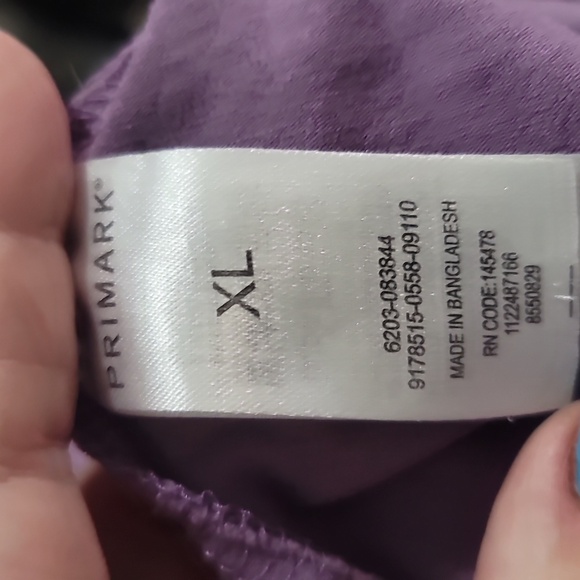 PRIMARK®
XL
6203-083844
9178515-0558-09110
MADE IN BANGLADESH
RN CODE:145478
1122487166
8550829